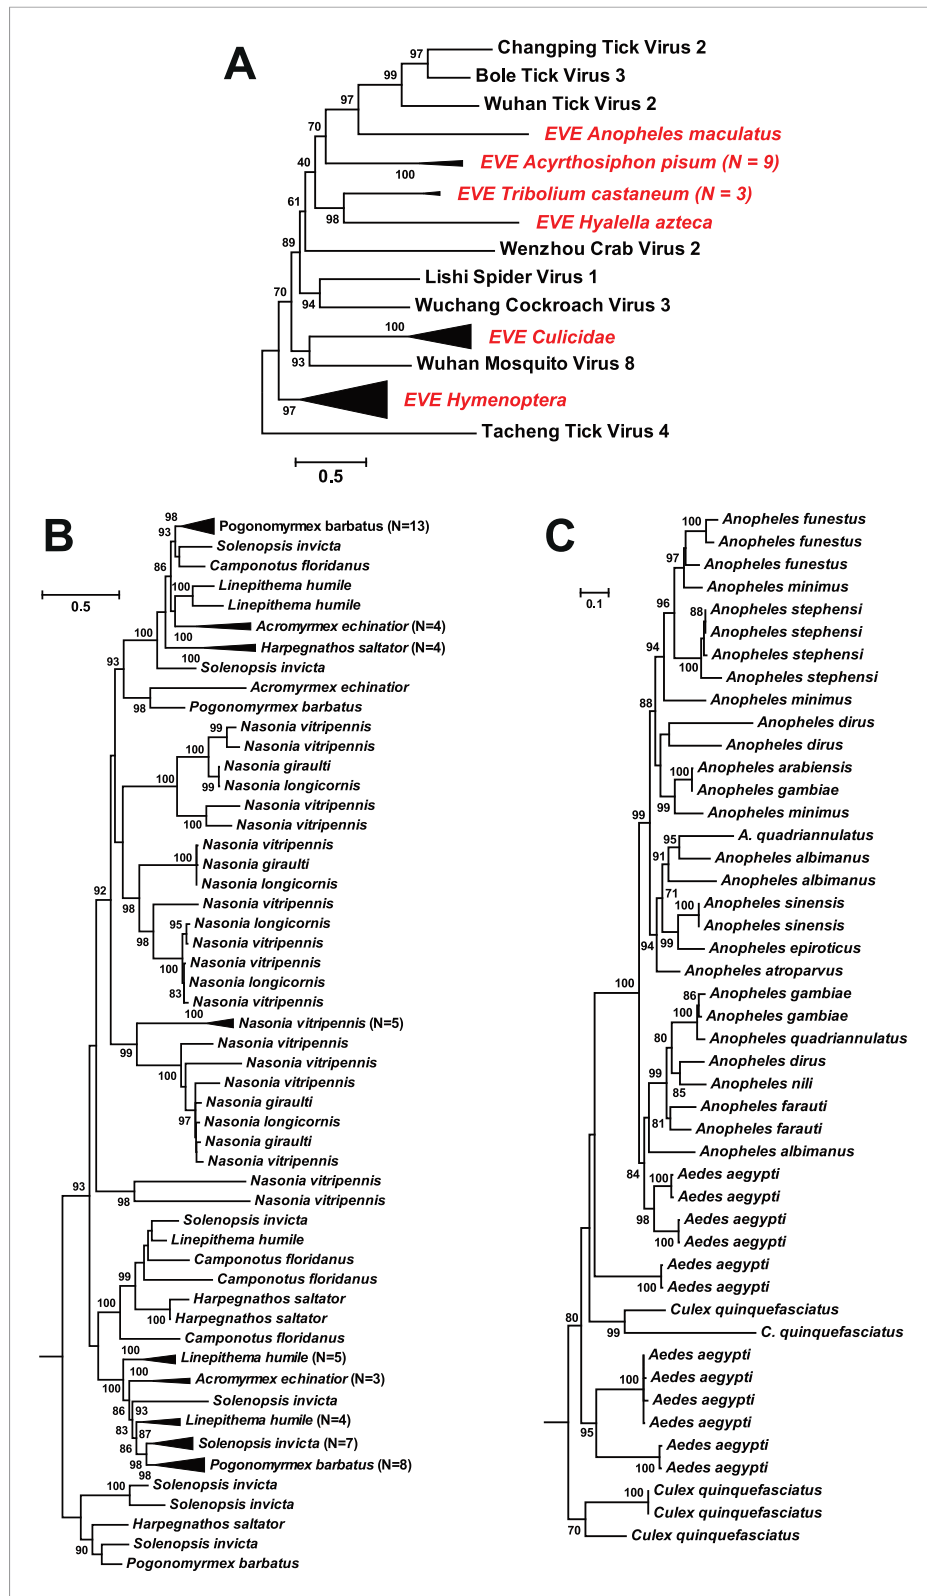 A
97
Changping Tick Virus 2
99
Bole Tick Virus 3
97
Wuhan Tick Virus 2
70
EVE Anopheles maculatus
40
100
EVE Acyrthosiphon pisum (N = 9)
61
EVE Tribolium castaneum (N = 3)
98
EVE Hyalella azteca
89
Wenzhou Crab Virus 2
Lishi Spider Virus 1
70
94
Wuchang Cockroach Virus 3
100
EVE Culicidae
93
Wuhan Mosquito Virus 8
97
EVE Hymenoptera
Tacheng Tick Virus 4
0.5
B
0.5
98
Pogonomyrmex barbatus (N=13)
93
Solenopsis invicta
86
Camponotus floridanus
100
Linepithema humile
Linepithema humile
100
Acromyrmex echinatior (N=4)
100
Harpegnathos saltator (N=4)
100
Solenopsis invicta
93
Acromyrmex echinatior
98
Pogonomyrmex barbatus
99
Nasonia vitripennis
Nasonia vitripennis
100
Nasonia giraulti
100
99
Nasonia longicornis
Nasonia vitripennis
100
Nasonia vitripennis
Nasonia vitripennis
100
Nasonia giraulti
Nasonia longicornis
92
98
Nasonia vitripennis
95
Nasonia longicornis
98
Nasonia vitripennis
Nasonia vitripennis
100
Nasonia longicornis
83
Nasonia vitripennis
100
Nasonia vitripennis (N=5)
99
Nasonia vitripennis
Nasonia vitripennis
100
Nasonia vitripennis
Nasonia giraulti
97
Nasonia longicornis
Nasonia giraulti
Nasonia vitripennis
93
Nasonia vitripennis
98
Nasonia vitripennis
Solenopsis invicta
Linepithema humile
Camponotus floridanus
99
Camponotus floridanus
Harpegnathos saltator
100
100
Harpegnathos saltator
Camponotus floridanus
100
Linepithema humile (N=5)
100
100
Acromyrmex echinatior (N=3)
86
93
Solenopsis invicta
83
Linepithema humile (N=4)
87
86
Solenopsis invicta (N=7)
98
Pogonomyrmex barbatus (N=8)
98
100
Solenopsis invicta
Solenopsis invicta
Harpegnathos saltator
90
Solenopsis invicta
Pogonomyrmex barbatus
C
0.1
100
Anopheles funestus
Anopheles funestus
97
Anopheles funestus
Anopheles minimus
96
88
Anopheles stephensi
Anopheles stephensi
94
100
Anopheles stephensi
Anopheles stephensi
88
Anopheles minimus
Anopheles dirus
Anopheles dirus
100
Anopheles arabiensis
Anopheles gambiae
99
99
Anopheles minimus
95
A. quadriannulatus
91
Anopheles albimanus
Anopheles albimanus
71
100
Anopheles sinensis
Anopheles sinensis
94
99
Anopheles epiroticus
Anopheles atroparvus
100
86
Anopheles gambiae
100
Anopheles gambiae
80
Anopheles quadriannulatus
99
Anopheles dirus
85
Anopheles nili
Anopheles farauti
81
Anopheles farauti
Anopheles albimanus
84
100
Aedes aegypti
Aedes aegypti
98
Aedes aegypti
100
Aedes aegypti
Aedes aegypti
100
Aedes aegypti
80
Culex quinquefasciatus
99
C. quinquefasciatus
Aedes aegypti
100
Aedes aegypti
Aedes aegypti
95
Aedes aegypti
Aedes aegypti
100
Aedes aegypti
100
Culex quinquefasciatus
Culex quinquefasciatus
70
Culex quinquefasciatus